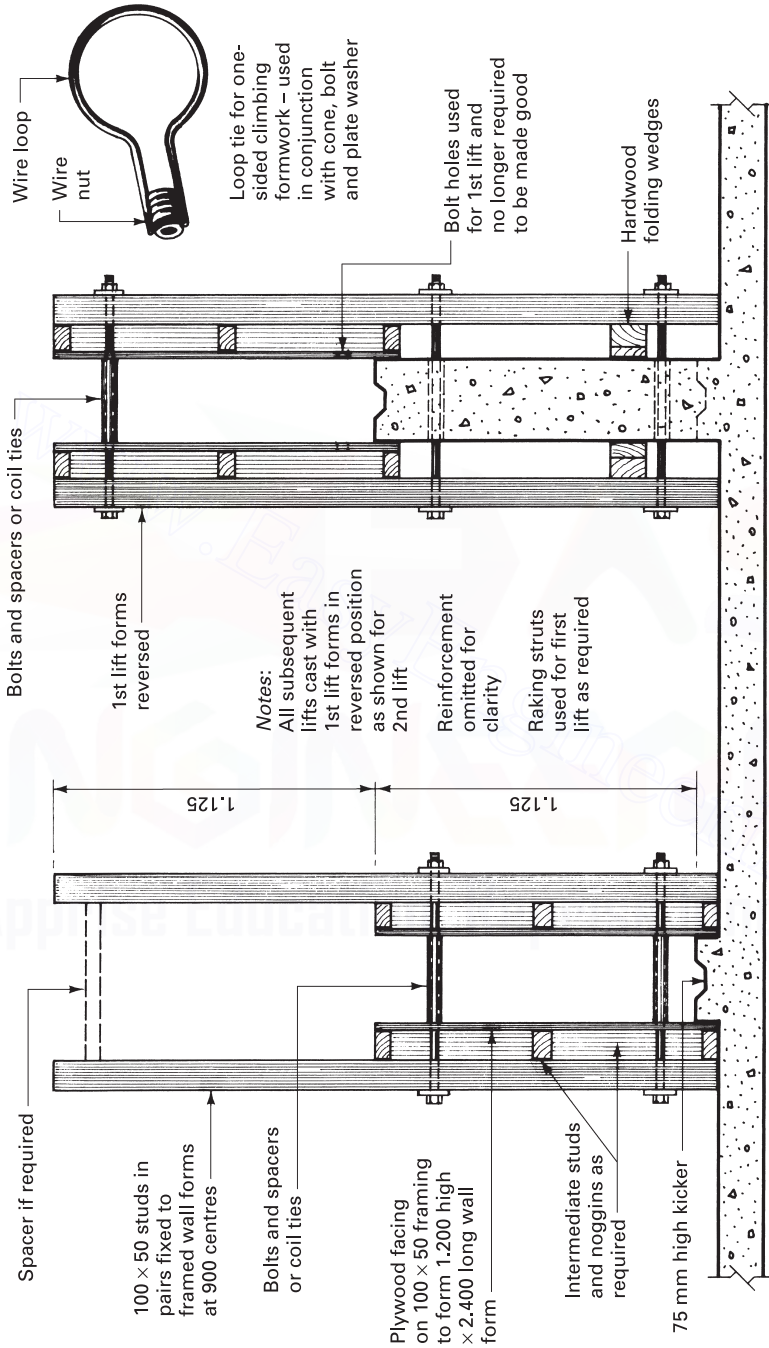 Spacer if required
100 × 50 studs in
pairs fixed to
framed wall forms
at 900 centres
Bolts and spacers
or coil ties
Plywood facing
on 100 × 50 framing
to form 1.200 high
× 2.400 long wall
form
Intermediate studs
and noggins as
required
75 mm high kicker
1.125
1.125
Bolts and spacers or coil ties
1st lift forms
reversed
Notes:
All subsequent
lifts cast with
1st lift forms in
reversed position
as shown for
2nd lift
Reinforcement
omitted for
clarity
Raking struts
used for first
lift as required
Wire loop
Wire
nut
Loop tie for one-
sided climbing
formwork – used
in conjunction
with cone, bolt
and plate washer
Bolt holes used
for 1st lift and
no longer required
to be made good
Hardwood
folding wedges